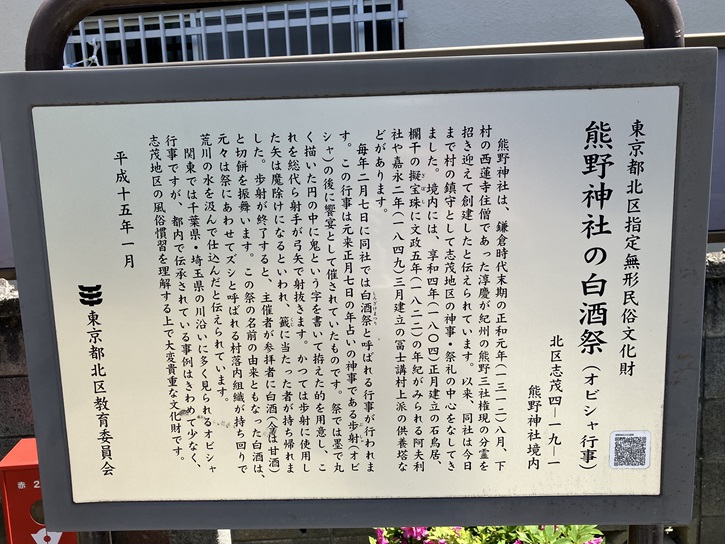 東京都北区指定無形民俗文化財
熊野神社の白酒祭（オビシャ行事）
北区志茂四―一九―一
熊野神社境内
熊野神社は、鎌倉時代末期の正和元年（一三一二）八月、下
村の西蓮寺住僧であった淳慶が紀州の熊野三社権現の分霊を
招き迎えて創建したと伝えられています。以来、同社は今日
まで村の鎮守として志茂地区の神事・祭礼の中心をなしてき
ました。境内には、享和四年（一八〇四）正月建立の石鳥居、
欄干の擬宝珠に文政五年（一八二二）の年紀がみられる阿夫利
社や嘉永二年（一八四九）三月建立の冨士講村上派の供養塔な
どがあります。
毎年二月七日に同社では白酒祭と呼ばれる行事が行われま
す。この行事は元来正月七日の年占いの神事である歩射（オビ
シャ）の後に饗宴として催されていたものです。祭では墨で丸
く描いた円の中に鬼という字を書いて拵えた的を用意し、こ
れを総代ら射手が弓矢で射抜きます。かつては歩射に使用し
た矢は魔除けになるといわれ、籤に当たった者が持ち帰れま
した。歩射が終了すると、主催者が参拝者に白酒（今は甘酒）
と切餅を振舞います。この祭の名前の由来ともなった白酒は、
元々は祭にあわせてズシと呼ばれる村落内組織が持ち回りで
荒川の水を汲んで仕込んだと伝えられています。
関東では千葉県・埼玉県の川沿いに多く見られるオビシャ
行事ですが、都内で伝承されている事例はきわめて少なく、
志茂地区の風俗慣習を理解する上で大変貴重な文化財です。
平成十五年一月
東京都北区教育委員会
赤 2